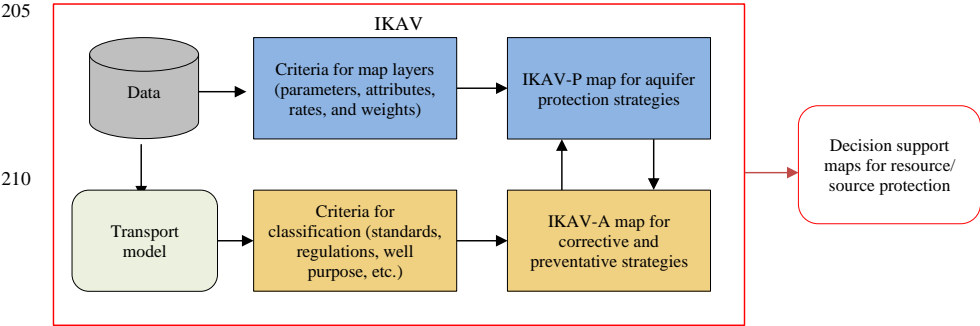 205
IKAV
Data
Criteria for map layers
(parameters, attributes,
rates, and weights)
IKAV-P map for aquifer
protection strategies
Decision support
maps for resource/
source protection
210
Transport
model
Criteria for
classification (standards,
regulations, well
purpose, etc.)
IKAV-A map for
corrective and
preventative strategies